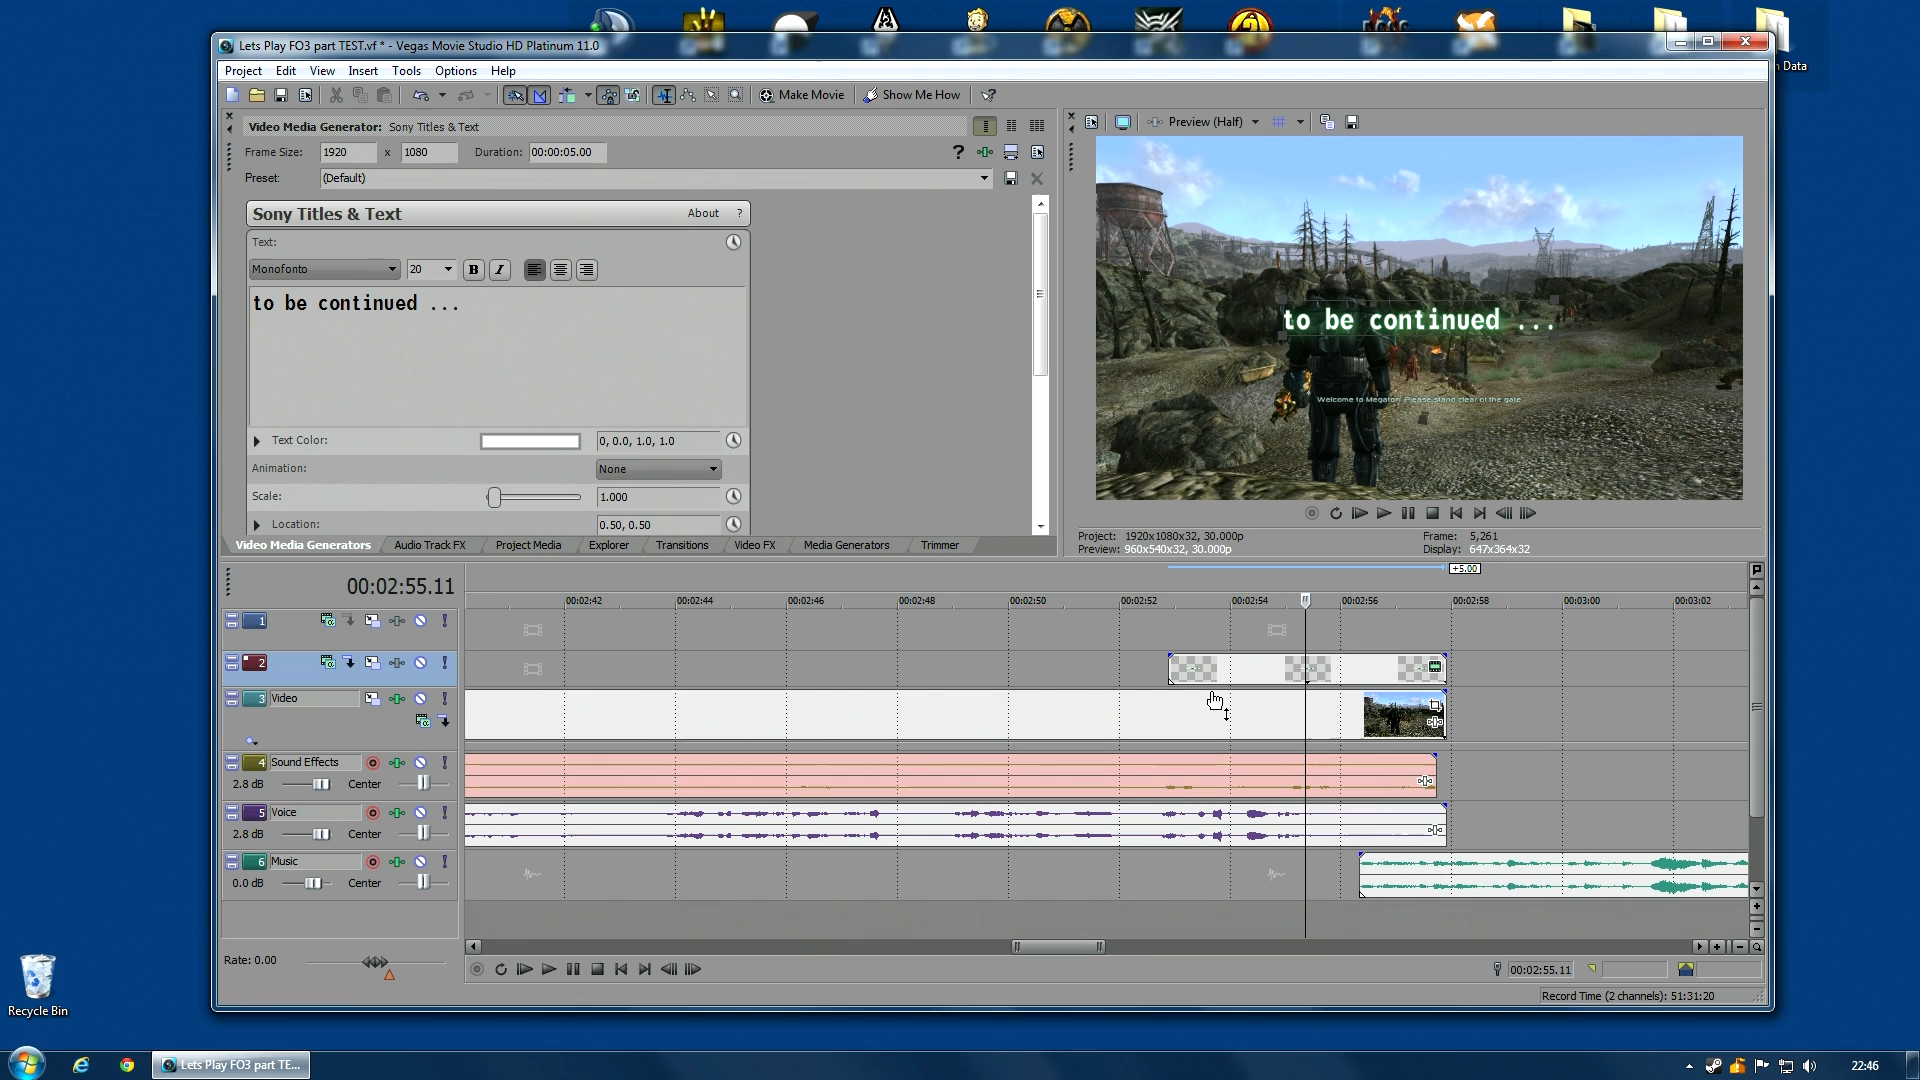 n Data
Lets Play FO3 part TEST.vf * - Vegas Movie Studio HD Platinum 11.0
Project Edit View Insert Tools Options Help
Make Movie Show Me How
Video Media Generator: Sony Titles & Text
Preview (Half)
Frame Size: 1920 x 1080 Duration: 00:00:05.00 ?
Preset: (Default)
Sony Titles & Text About ?
Text:
Monofonto 20 B I
to be continued ...
to be continued ...
Welcome to Megaton. Please stand clear of the gate
Text Color: 0, 0.0, 1.0, 1.0
Animation: None
Scale: 1.000
Location: 0.50, 0.50
Video Media Generators Audio Track FX Project Media Explorer Transitions Video FX Media Generators Trimmer
Project: 1920x1080x32, 30.000p Frame: 5,261
Preview: 960x540x32, 30.000p Display: 647x364x32
+5.00
00:02:55.11
00:02:42 00:02:44 00:02:46 00:02:48 00:02:50 00:02:52 00:02:54 00:02:56 00:02:58 00:03:00 00:03:02
1
2
3 Video
4 Sound Effects
2.8 dB Center
5 Voice
2.8 dB Center
6 Music
0.0 dB Center
Rate: 0.00
00:02:55.11
Record Time (2 channels): 51:31:20
Recycle Bin
Lets Play FO3 part TE...
22:46